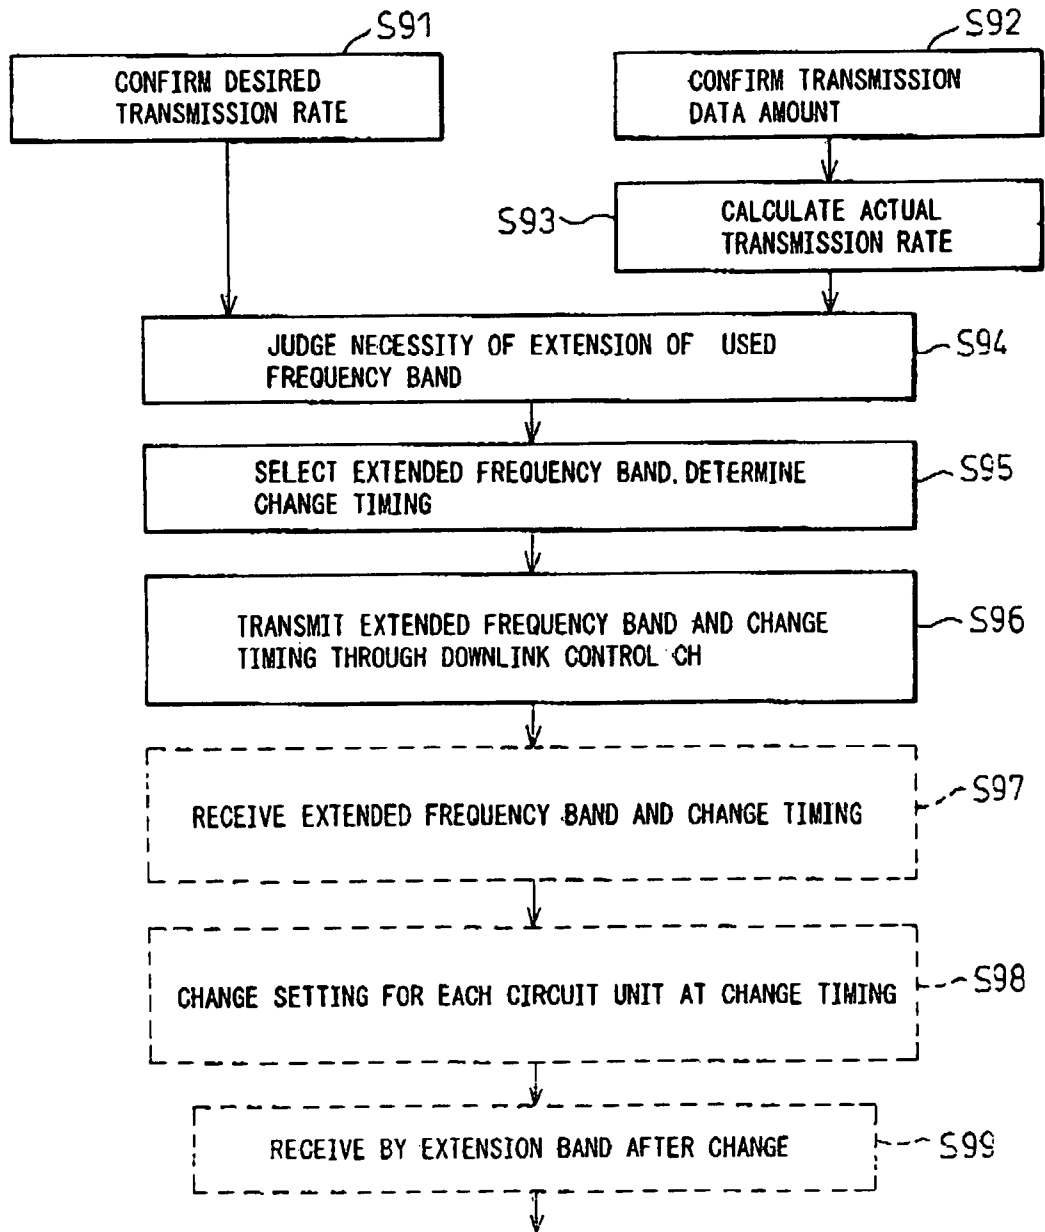 S91
CONFIRM DESIRED
TRANSMISSION RATE
S92
CONFIRM TRANSMISSION
DATA AMOUNT
S93
CALCULATE ACTUAL
TRANSMISSION RATE
JUDGE NECESSITY OF EXTENSION OF USED
FREQUENCY BAND
S94
SELECT EXTENDED FREQUENCY BAND. DETERMINE
CHANGE TIMING
S95
TRANSMIT EXTENDED FREQUENCY BAND AND CHANGE
TIMING THROUGH DOWNLINK CONTROL CH
S96
RECEIVE EXTENDED FREQUENCY BAND AND CHANGE TIMING
S97
CHANGE SETTING FOR EACH CIRCUIT UNIT AT CHANGE TIMING
S98
RECEIVE BY EXTENSION BAND AFTER CHANGE
S99